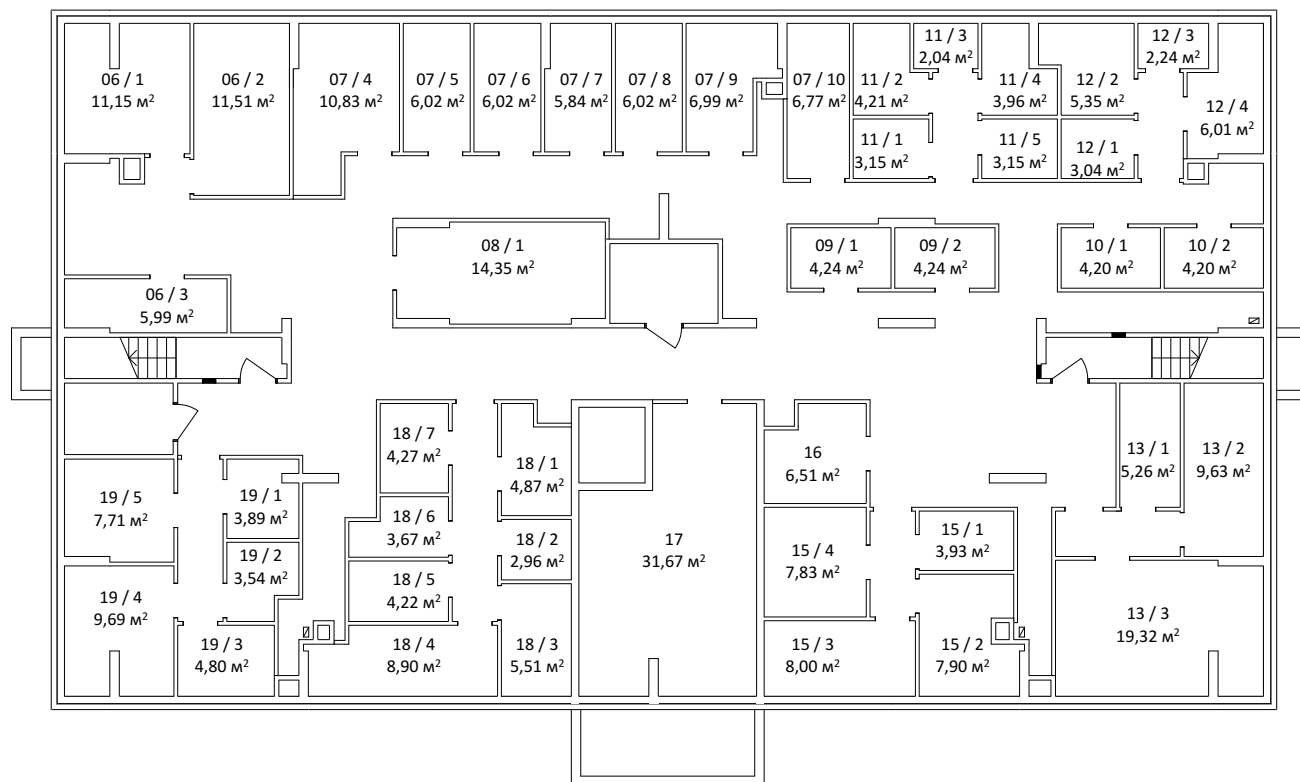 06 / 1
11,15 м²
06 / 2
11,51 м²
07 / 4
10,83 м²
07 / 5
6,02 м²
07 / 6
6,02 м²
07 / 7
5,84 м²
07 / 8
6,02 м²
07 / 9
6,99 м²
07 / 10
6,77 м²
11 / 2
4,21 м²
11 / 3
2,04 м²
11 / 4
3,96 м²
12 / 2
5,35 м²
12 / 3
2,24 м²
12 / 4
6,01 м²
11 / 1
3,15 м²
11 / 5
3,15 м²
12 / 1
3,04 м²
08 / 1
14,35 м²
09 / 1
4,24 м²
09 / 2
4,24 м²
10 / 1
4,20 м²
10 / 2
4,20 м²
06 / 3
5,99 м²
18 / 7
4,27 м²
18 / 1
4,87 м²
16
6,51 м²
13 / 1
5,26 м²
13 / 2
9,63 м²
19 / 5
7,71 м²
19 / 1
3,89 м²
18 / 6
3,67 м²
18 / 2
2,96 м²
17
31,67 м²
15 / 4
7,83 м²
15 / 1
3,93 м²
19 / 2
3,54 м²
18 / 5
4,22 м²
19 / 4
9,69 м²
19 / 3
4,80 м²
18 / 4
8,90 м²
18 / 3
5,51 м²
15 / 3
8,00 м²
15 / 2
7,90 м²
13 / 3
19,32 м²